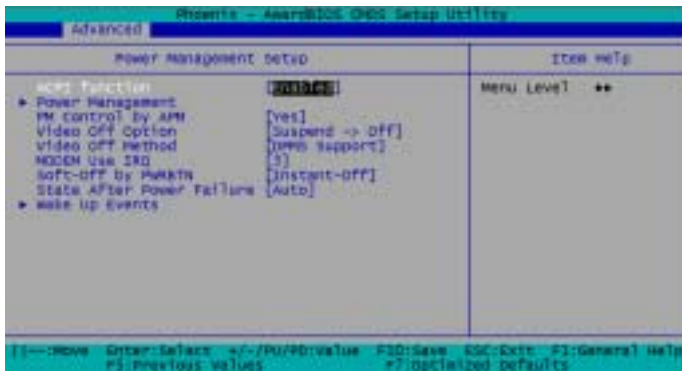 Phoenix - AwardBIOS CMOS Setup Utility
Advanced
Power Management Setup
Item Help
ACPI function [Enabled]
Menu Level
Power Management
PM Control by APM [Yes]
Video Off Option [Suspend -> Off]
Video Off Method [DPMS Support]
MODEM Use IRQ [3]
Soft-Off by PWRBTN [Instant-Off]
State After Power Failure [Auto]
Wake Up Events
:Move Enter:Select +/-/PU/PD:Value F10:Save ESC:Exit F1:General Help
F5:Previous Values F7:Optimized Defaults